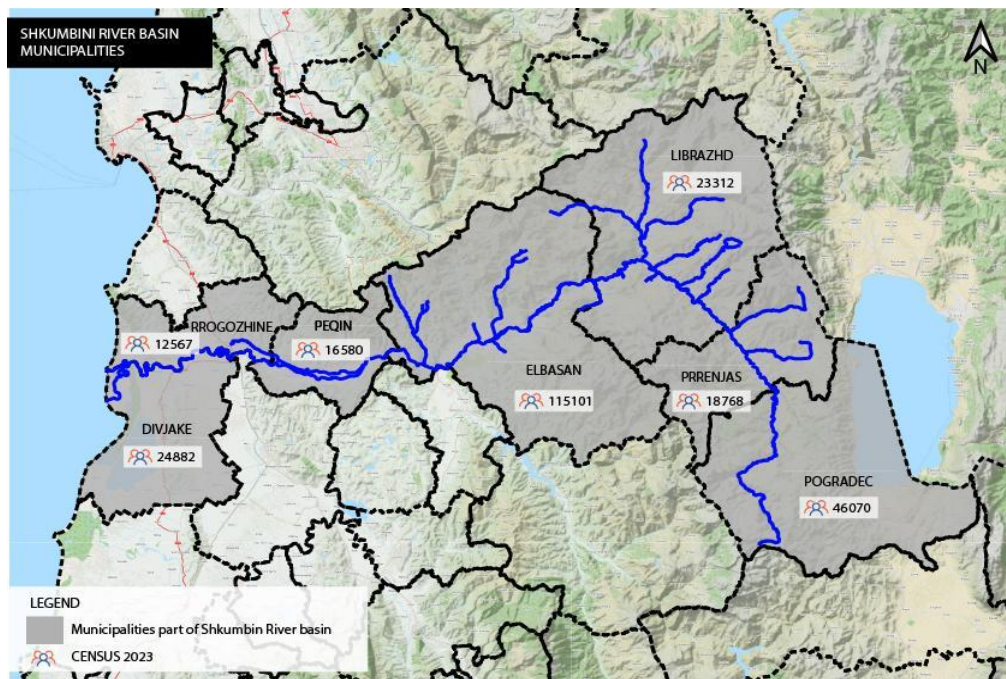 SHKUMBINI RIVER BASIN
MUNICIPALITIES
N
LIBRAZHD
23312
RROGOZHINE
12567
PEQIN
16580
ELBASAN
115101
PRRENJAS
18768
DIVJAKE
24882
POGRADEC
46070
LEGEND
Municipalities part of Shkumbin River basin
CENSUS 2023